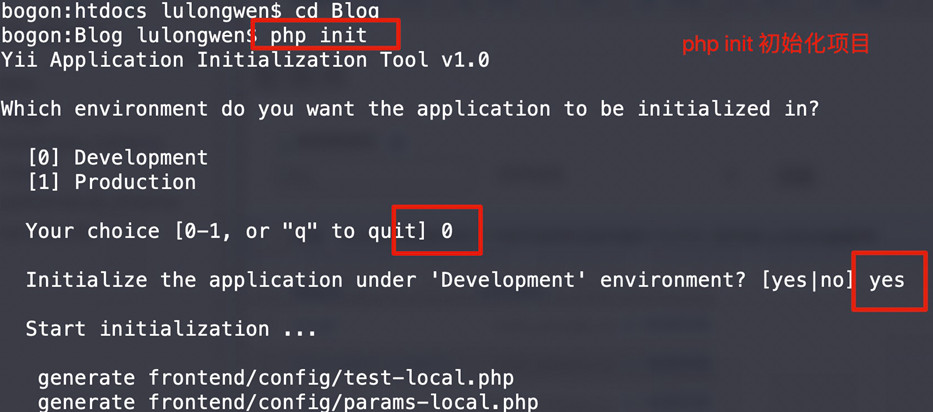 bogon:htdocs lulongwen$ cd Blog
bogon:Blog lulongwen$ php init
php init 初始化项目
Yii Application Initialization Tool v1.0
Which environment do you want the application to be initialized in?
[0] Development
[1] Production
Your choice [0-1, or "q" to quit] 0
Initialize the application under 'Development' environment? [yes|no] yes
Start initialization ...
generate frontend/config/test-local.php
generate frontend/config/params-local.php